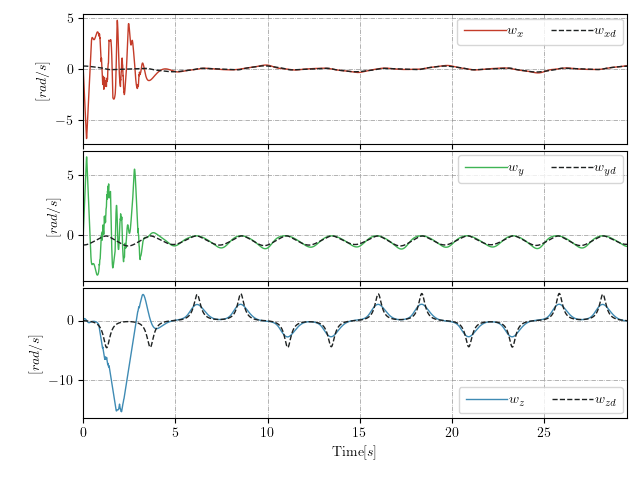 5
0
−5
[rad/s]
w_x w_xd
5
0
[rad/s]
w_y w_yd
0
−10
[rad/s]
w_z w_zd
0 5 10 15 20 25
Time[s]